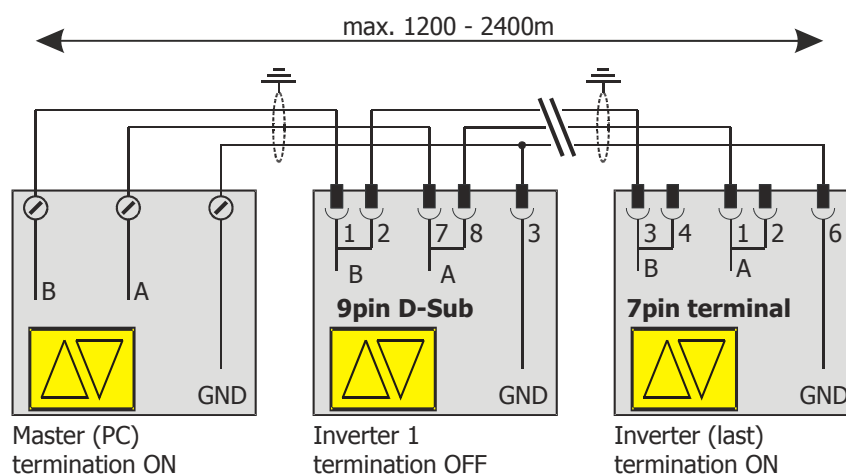 max. 1200 - 2400m
1 2 7 8 3
3 4 1 2 6
B A
B A
B A
9pin D-Sub
7pin terminal
GND
GND
GND
Master (PC)
termination ON
Inverter 1
termination OFF
Inverter (last)
termination ON